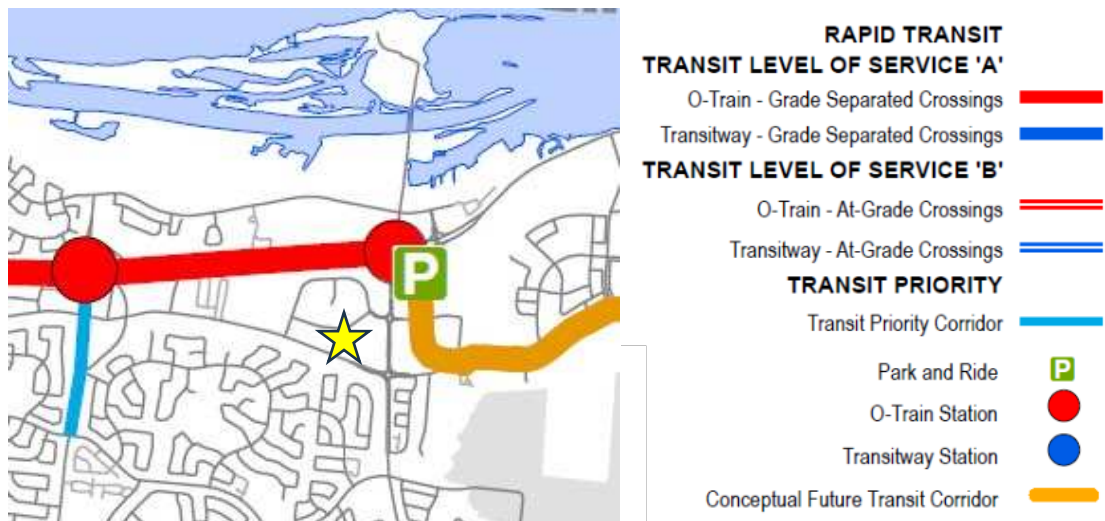 P
RAPID TRANSIT
TRANSIT LEVEL OF SERVICE 'A'
O-Train - Grade Separated Crossings
Transitway - Grade Separated Crossings
TRANSIT LEVEL OF SERVICE 'B'
O-Train - At-Grade Crossings
Transitway - At-Grade Crossings
TRANSIT PRIORITY
Transit Priority Corridor
Park and Ride P
O-Train Station
Transitway Station
Conceptual Future Transit Corridor